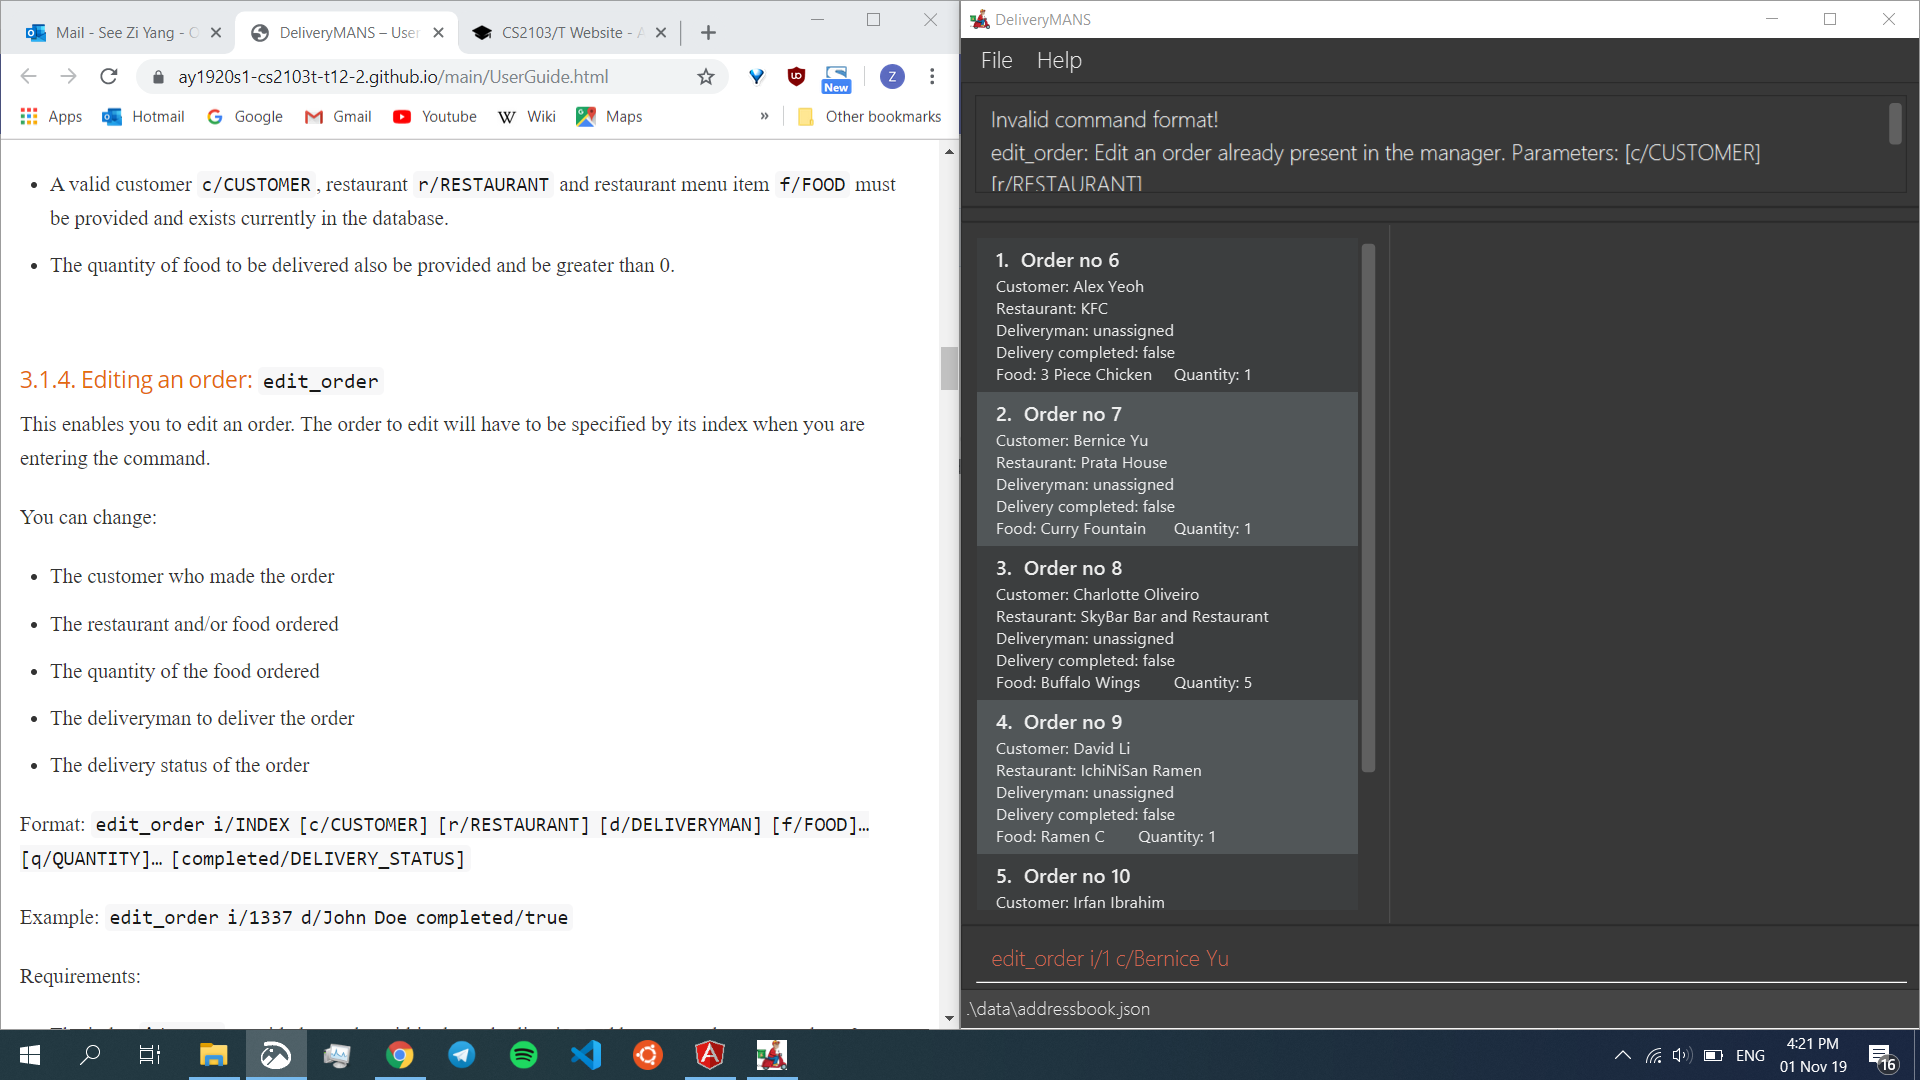 Mail - See Zi Yang - O
DeliveryMANS – User
CS2103/T Website - A
ay1920s1-cs2103t-t12-2.github.io/main/UserGuide.html
New
Z
Apps
Hotmail
Google
Gmail
Youtube
Wiki
Maps
»
Other bookmarks
• A valid customer c/CUSTOMER , restaurant r/RESTAURANT and restaurant menu item f/FOOD must
be provided and exists currently in the database.
• The quantity of food to be delivered also be provided and be greater than 0.
3.1.4. Editing an order: edit_order
This enables you to edit an order. The order to edit will have to be specified by its index when you are
entering the command.
You can change:
• The customer who made the order
• The restaurant and/or food ordered
• The quantity of the food ordered
• The deliveryman to deliver the order
• The delivery status of the order
Format: edit_order i/INDEX [c/CUSTOMER] [r/RESTAURANT] [d/DELIVERYMAN] [f/FOOD]…
[q/QUANTITY]… [completed/DELIVERY_STATUS]
Example: edit_order i/1337 d/John Doe completed/true
Requirements:
DeliveryMANS
File Help
Invalid command format!
edit_order: Edit an order already present in the manager. Parameters: [c/CUSTOMER]
[r/RESTAURANT]
1. Order no 6
Customer: Alex Yeoh
Restaurant: KFC
Deliveryman: unassigned
Delivery completed: false
Food: 3 Piece Chicken Quantity: 1
2. Order no 7
Customer: Bernice Yu
Restaurant: Prata House
Deliveryman: unassigned
Delivery completed: false
Food: Curry Fountain Quantity: 1
3. Order no 8
Customer: Charlotte Oliveiro
Restaurant: SkyBar Bar and Restaurant
Deliveryman: unassigned
Delivery completed: false
Food: Buffalo Wings Quantity: 5
4. Order no 9
Customer: David Li
Restaurant: IchiNiSan Ramen
Deliveryman: unassigned
Delivery completed: false
Food: Ramen C Quantity: 1
5. Order no 10
Customer: Irfan Ibrahim
edit_order i/1 c/Bernice Yu
.\data\addressbook.json
ENG
4:21 PM
01 Nov 19
16